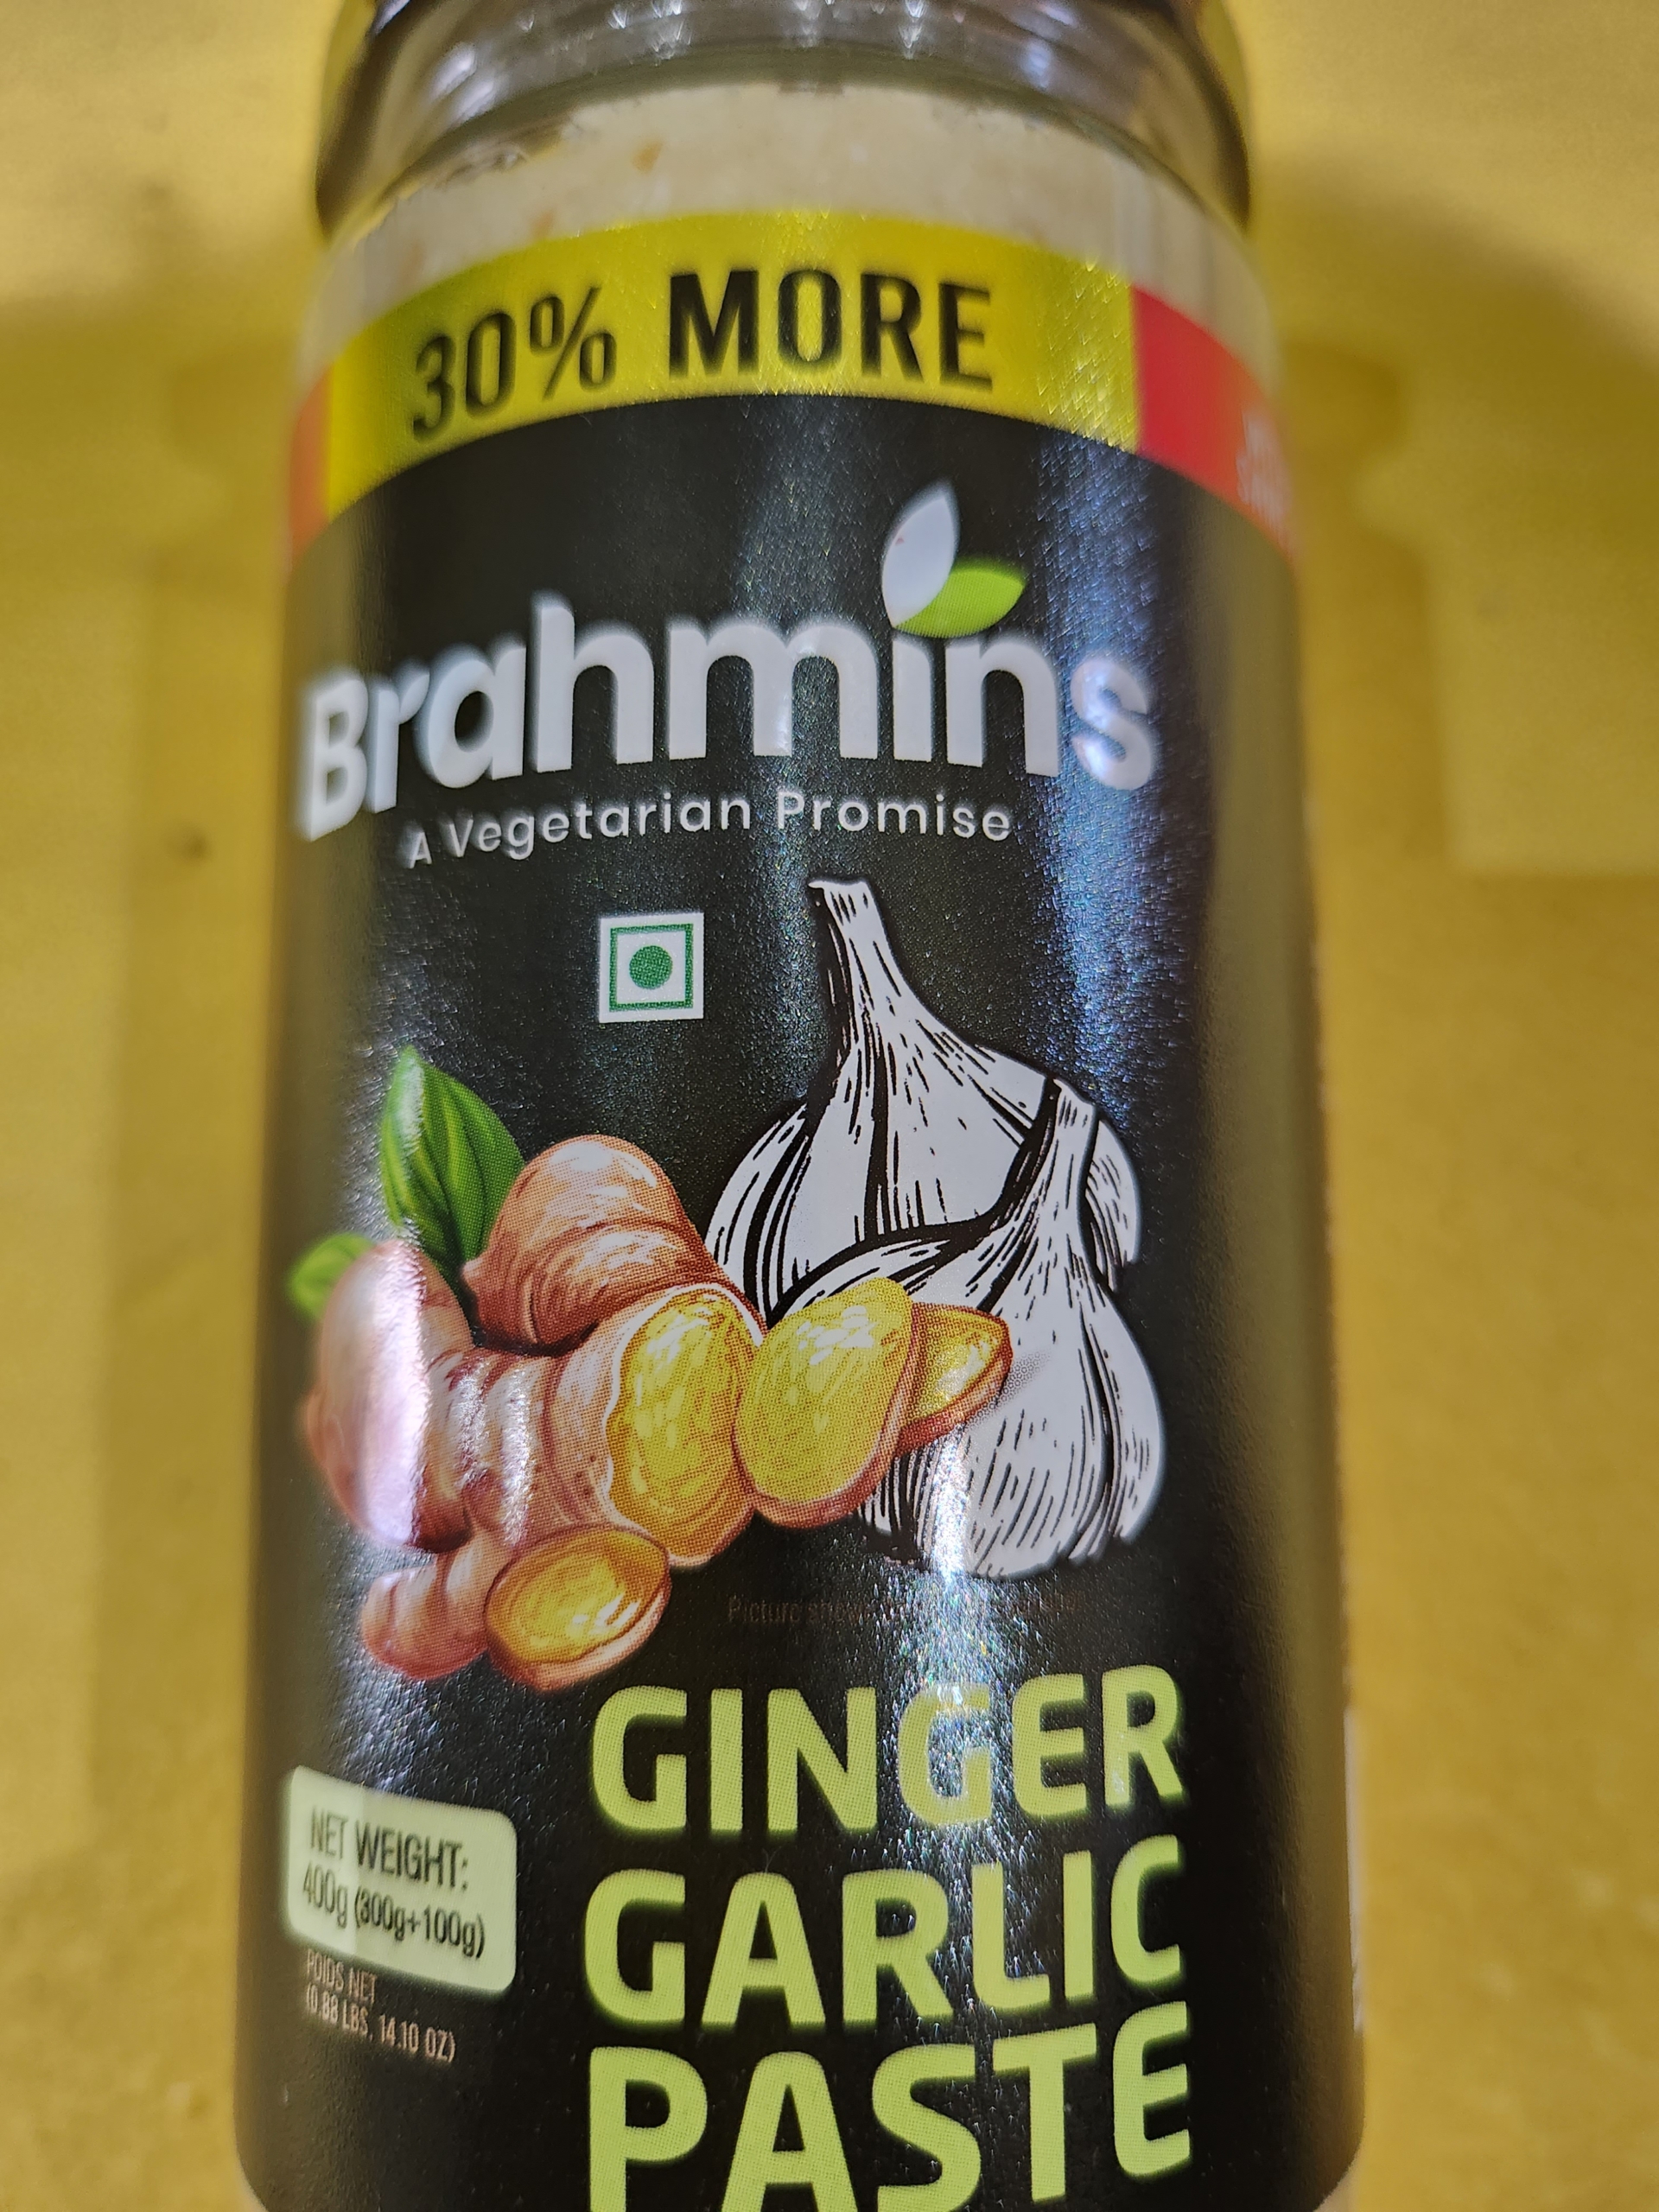 30% MORE
Brahmins
A Vegetarian Promise
Picture
GINGER
GARLIC
PASTE
NET WEIGHT:
400g (300g+100g)
POIDS NET
(0.88 LBS, 14.10 OZ)